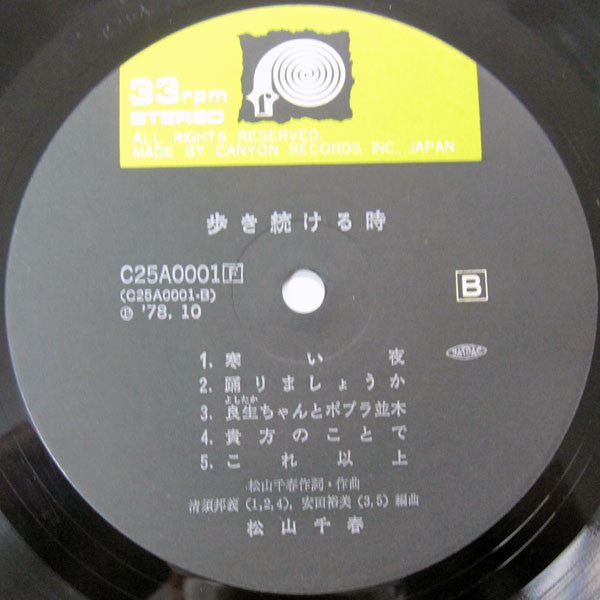 33rpm
STEREO
ALL RIGHTS RESERVED
MADE BY CANYON RECORDS INC., JAPAN
歩き続ける時
C25A0001 F
(C25A0001-B)
Ⓟ '78. 10
B
1. 寒い夜
2. 踊りましょうか
よしたか
3. 良生ちゃんとポプラ並木
4. 貴方のことで
5. これ以上
松山千春作詞・作曲
清須邦義 (1,2,4), 安田裕美 (3,5) 編曲
松山千春